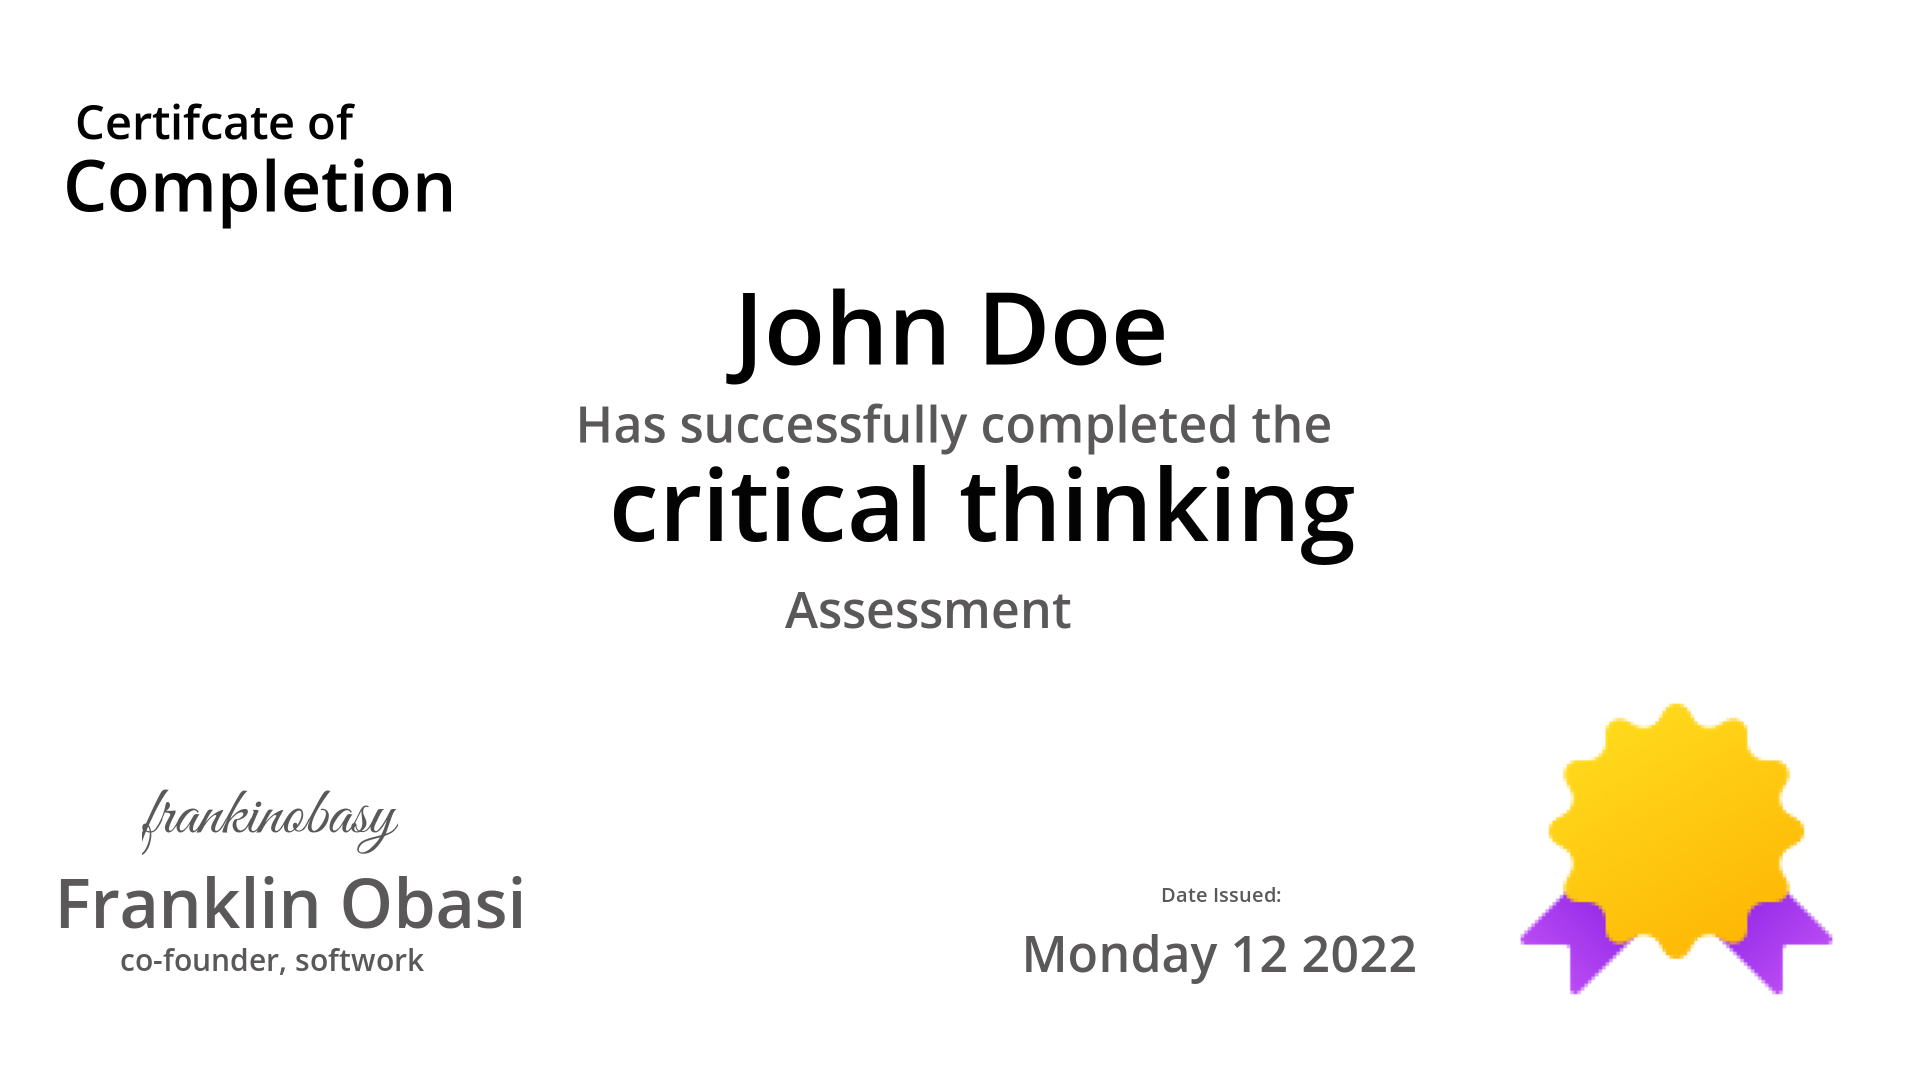 Certifcate of
Completion
John Doe
Has successfully completed the
critical thinking
Assessment
frankinobasy
Franklin Obasi
co-founder, softwork
Date Issued:
Monday 12 2022